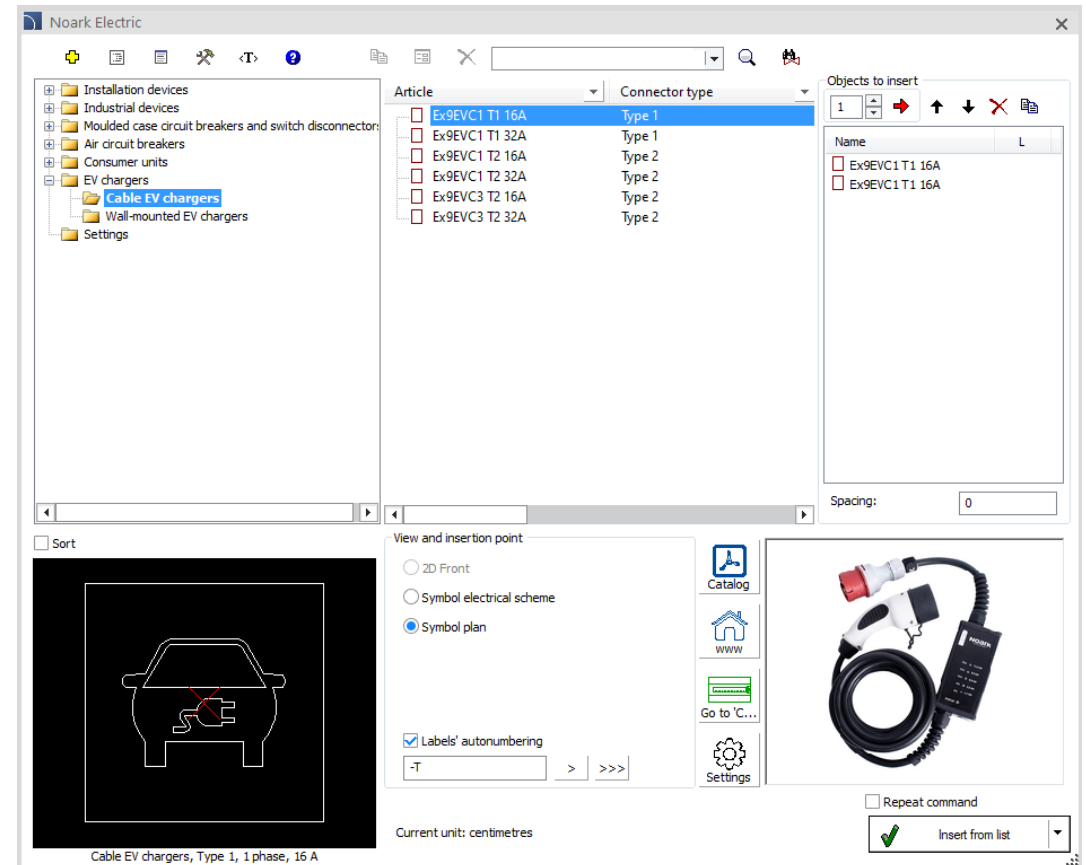 Noark Electric
‹T›
Installation devices
Industrial devices
Moulded case circuit breakers and switch disconnectors
Air circuit breakers
Consumer units
EV chargers
Cable EV chargers
Wall-mounted EV chargers
Settings
Article Connector type
Ex9EVC1 T1 16A Type 1
Ex9EVC1 T1 32A Type 1
Ex9EVC1 T2 16A Type 2
Ex9EVC1 T2 32A Type 2
Ex9EVC3 T2 16A Type 2
Ex9EVC3 T2 32A Type 2
Objects to insert
1
Name L
Ex9EVC1 T1 16A
Ex9EVC1 T1 16A
Spacing: 0
Sort
View and insertion point
2D Front
Symbol electrical scheme
Symbol plan
Labels' autonumbering
-T > >>>
Catalog
www
Go to 'C...
Settings
NOARK
Repeat command
Current unit: centimetres
Insert from list
Cable EV chargers, Type 1, 1 phase, 16 A